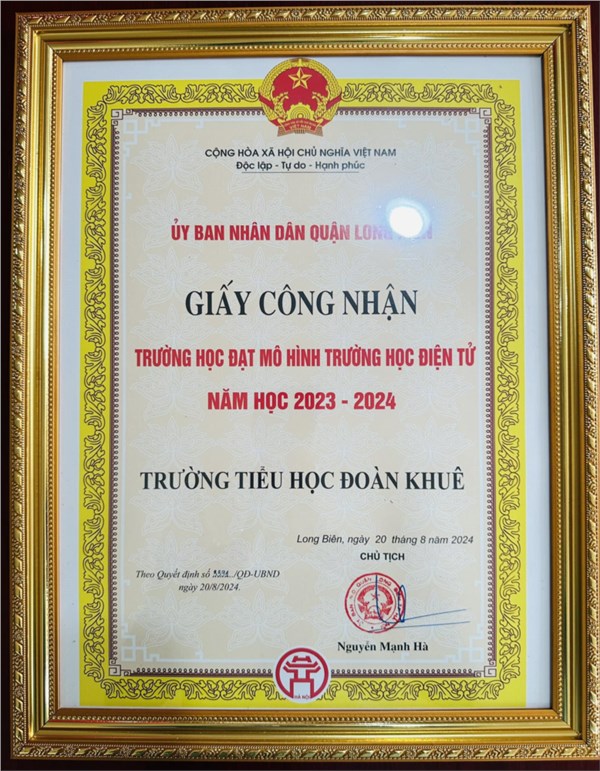 CỘNG HÒA XÃ HỘI CHỦ NGHĨA VIỆT NAM
Độc lập - Tự do - Hạnh phúc
ỦY BAN NHÂN DÂN QUẬN LONG
GIẤY CÔNG NHẬN
TRƯỜNG HỌC ĐẠT MÔ HÌNH TRƯỜNG HỌC ĐIỆN TỬ
NĂM HỌC 2023 - 2024
TRƯỜNG TIỂU HỌC ĐOÀN KHUÊ
Long Biên, ngày 20 tháng 8 năm 2024
CHỦ TỊCH
Theo Quyết định số /QĐ-UBND
ngày 20/8/2024.
Nguyễn Mạnh Hà
HÀ NỘI